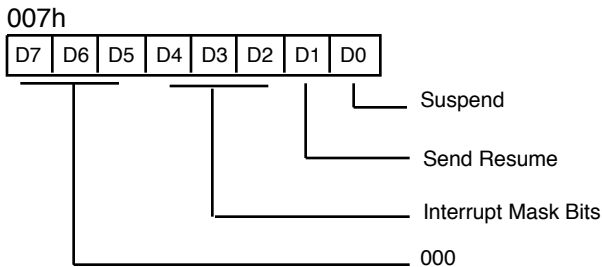 007h
D7 D6 D5 D4 D3 D2 D1 D0
Suspend
Send Resume
Interrupt Mask Bits
000